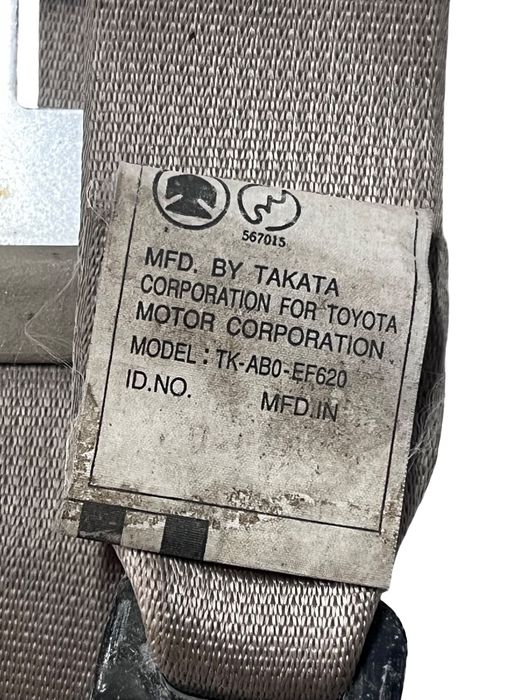 567015
MFD. BY TAKATA
CORPORATION FOR TOYOTA
MOTOR CORPORATION.
MODEL : TK-AB0-EF620
ID.NO. MFD.IN